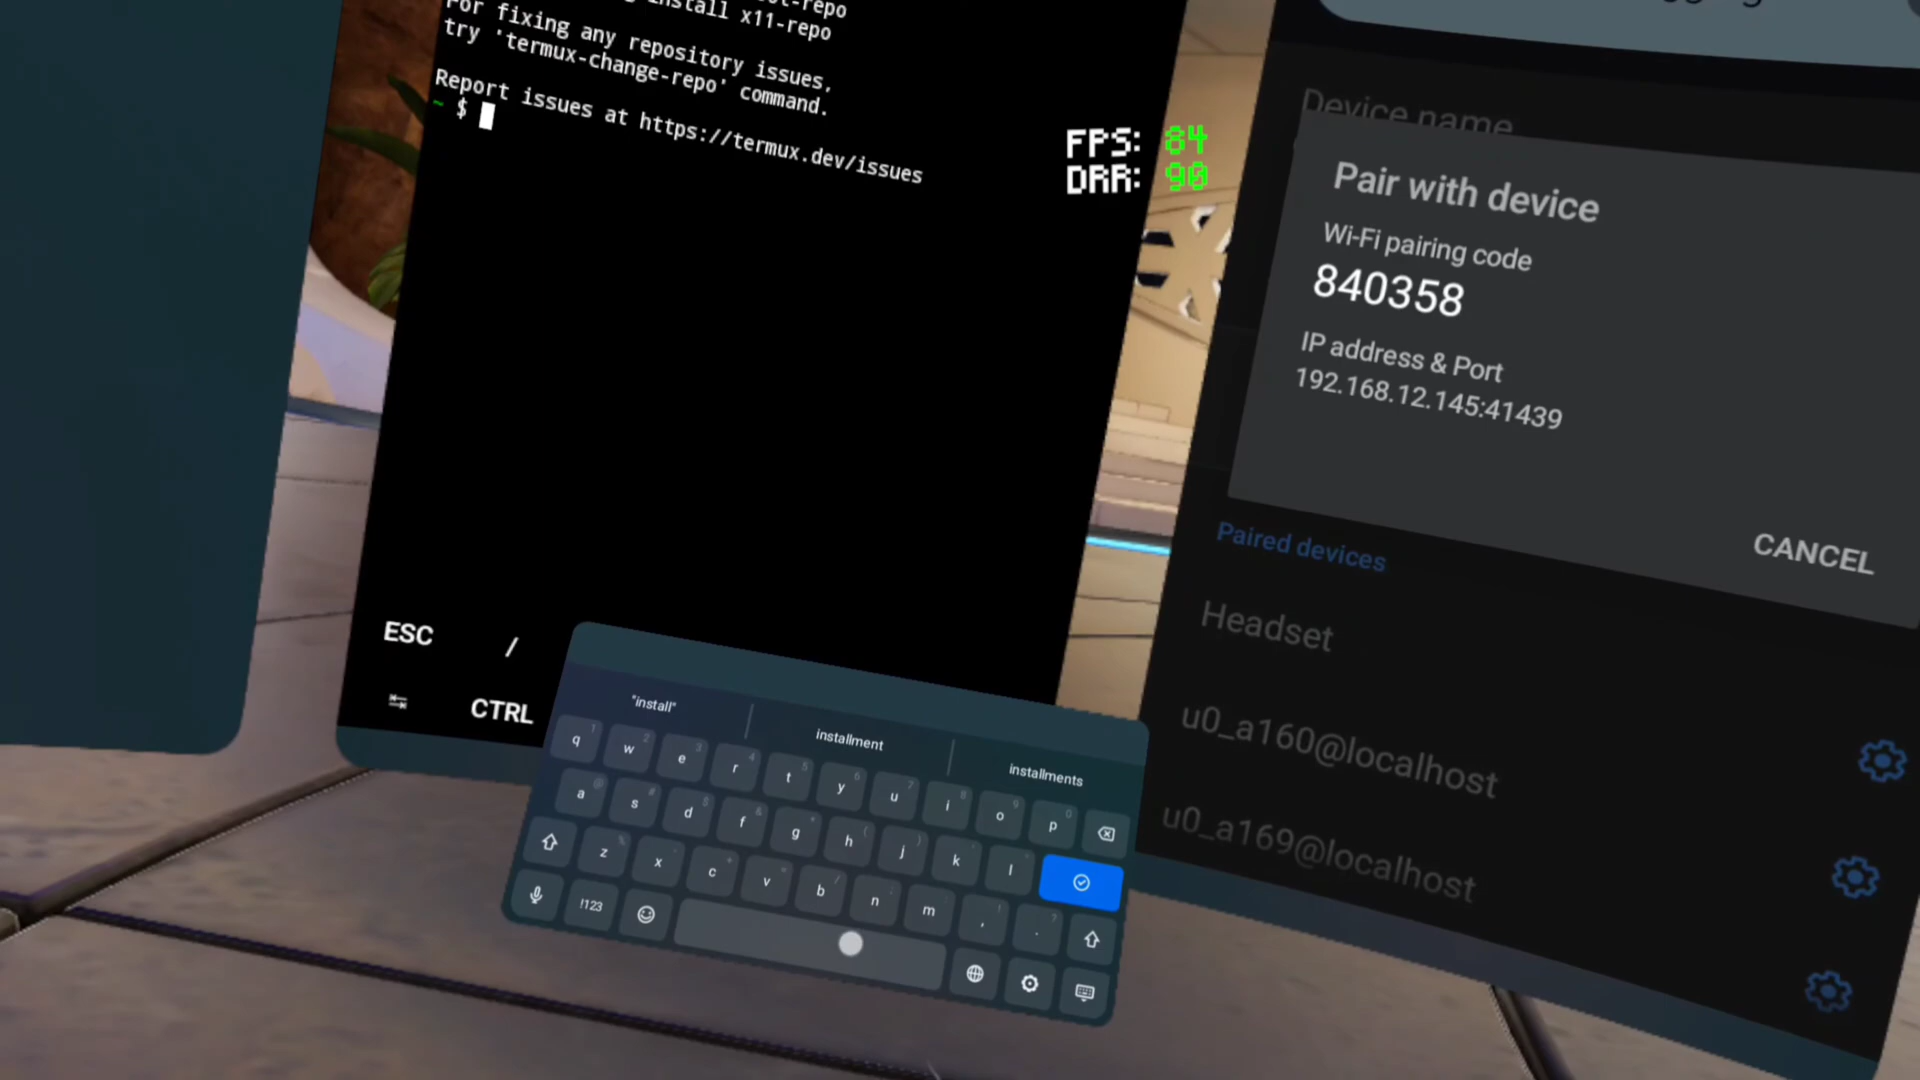 install x11-repo
For fixing any repository issues,
try 'termux-change-repo' command.
Report issues at https://termux.dev/issues
~ $
FPS: 84
DRR: 90
Device name
Pair with device
Wi-Fi pairing code
840358
IP address & Port
192.168.12.145:41439
CANCEL
Paired devices
Headset
u0_a160@localhost
u0_a169@localhost
ESC /
CTRL
"install" installment installments
q w e r t y u i o p
a s d f g h j k l
z x c v b n m , .
!123